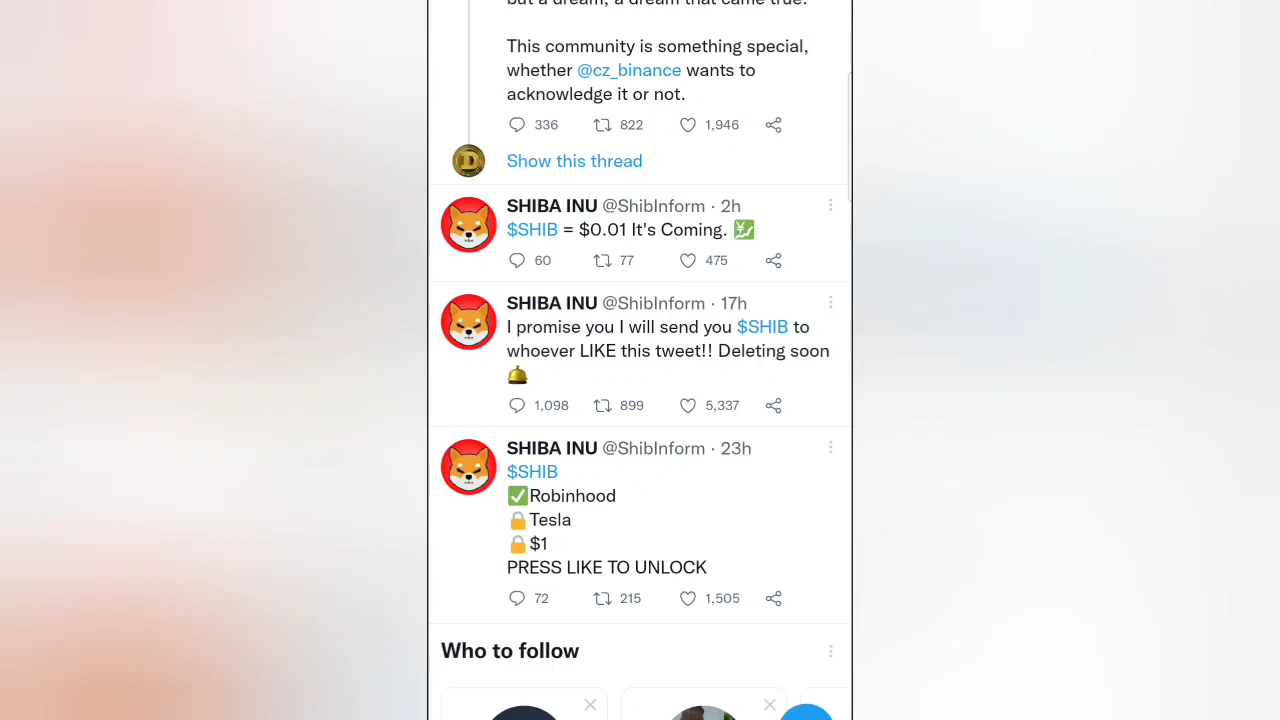 but a dream, a dream that came true.
This community is something special,
whether @cz_binance wants to
acknowledge it or not.
336 822 1,946
Show this thread
SHIBA INU @ShibInform · 2h
$SHIB = $0.01 It's Coming. 💹
60 77 475
SHIBA INU @ShibInform · 17h
I promise you I will send you $SHIB to
whoever LIKE this tweet!! Deleting soon
🛎️
1,098 899 5,337
SHIBA INU @ShibInform · 23h
$SHIB
✅Robinhood
🔒Tesla
🔒$1
PRESS LIKE TO UNLOCK
72 215 1,505
Who to follow